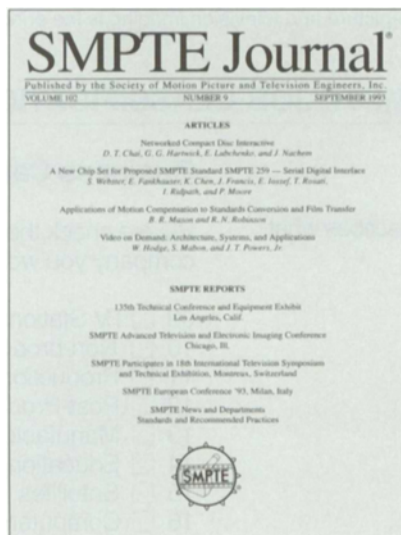 SMPTE Journal®
Published by the Society of Motion Picture and Television Engineers, Inc.
VOLUME 102 NUMBER 9 SEPTEMBER 1993
ARTICLES
Networked Compact Disc Interactive
D. T. Chai, G. G. Hartwick, E. and J. Nachem
A New Chip Set for Proposed SMPTE Standard SMPTE 259 — Serial Digital Interface
S. Webster, E. Fankhauser, K. Chen, J. Francis, E. T. Rosati,
I. Ridpath, and P. Moore
Applications of Motion Compensation to Standards Conversion and Film Transfer
B. R. Mason and R. N. Robinson
Video on Demand: Architecture, Systems, and Applications
W. Hodge, S. Mabon, and J. T. Powers, Jr.
SMPTE REPORTS
135th Technical Conference and Equipment Exhibit
Los Angeles, Calif.
SMPTE Advanced Television and Electronic Imaging Conference
Chicago, Ill.
SMPTE Participates in 18th International Television Symposium
and Technical Exhibition, Montreux, Switzerland
SMPTE European Conference '93, Milan, Italy
SMPTE News and Departments
Standards and Recommended Practices
SMPTE